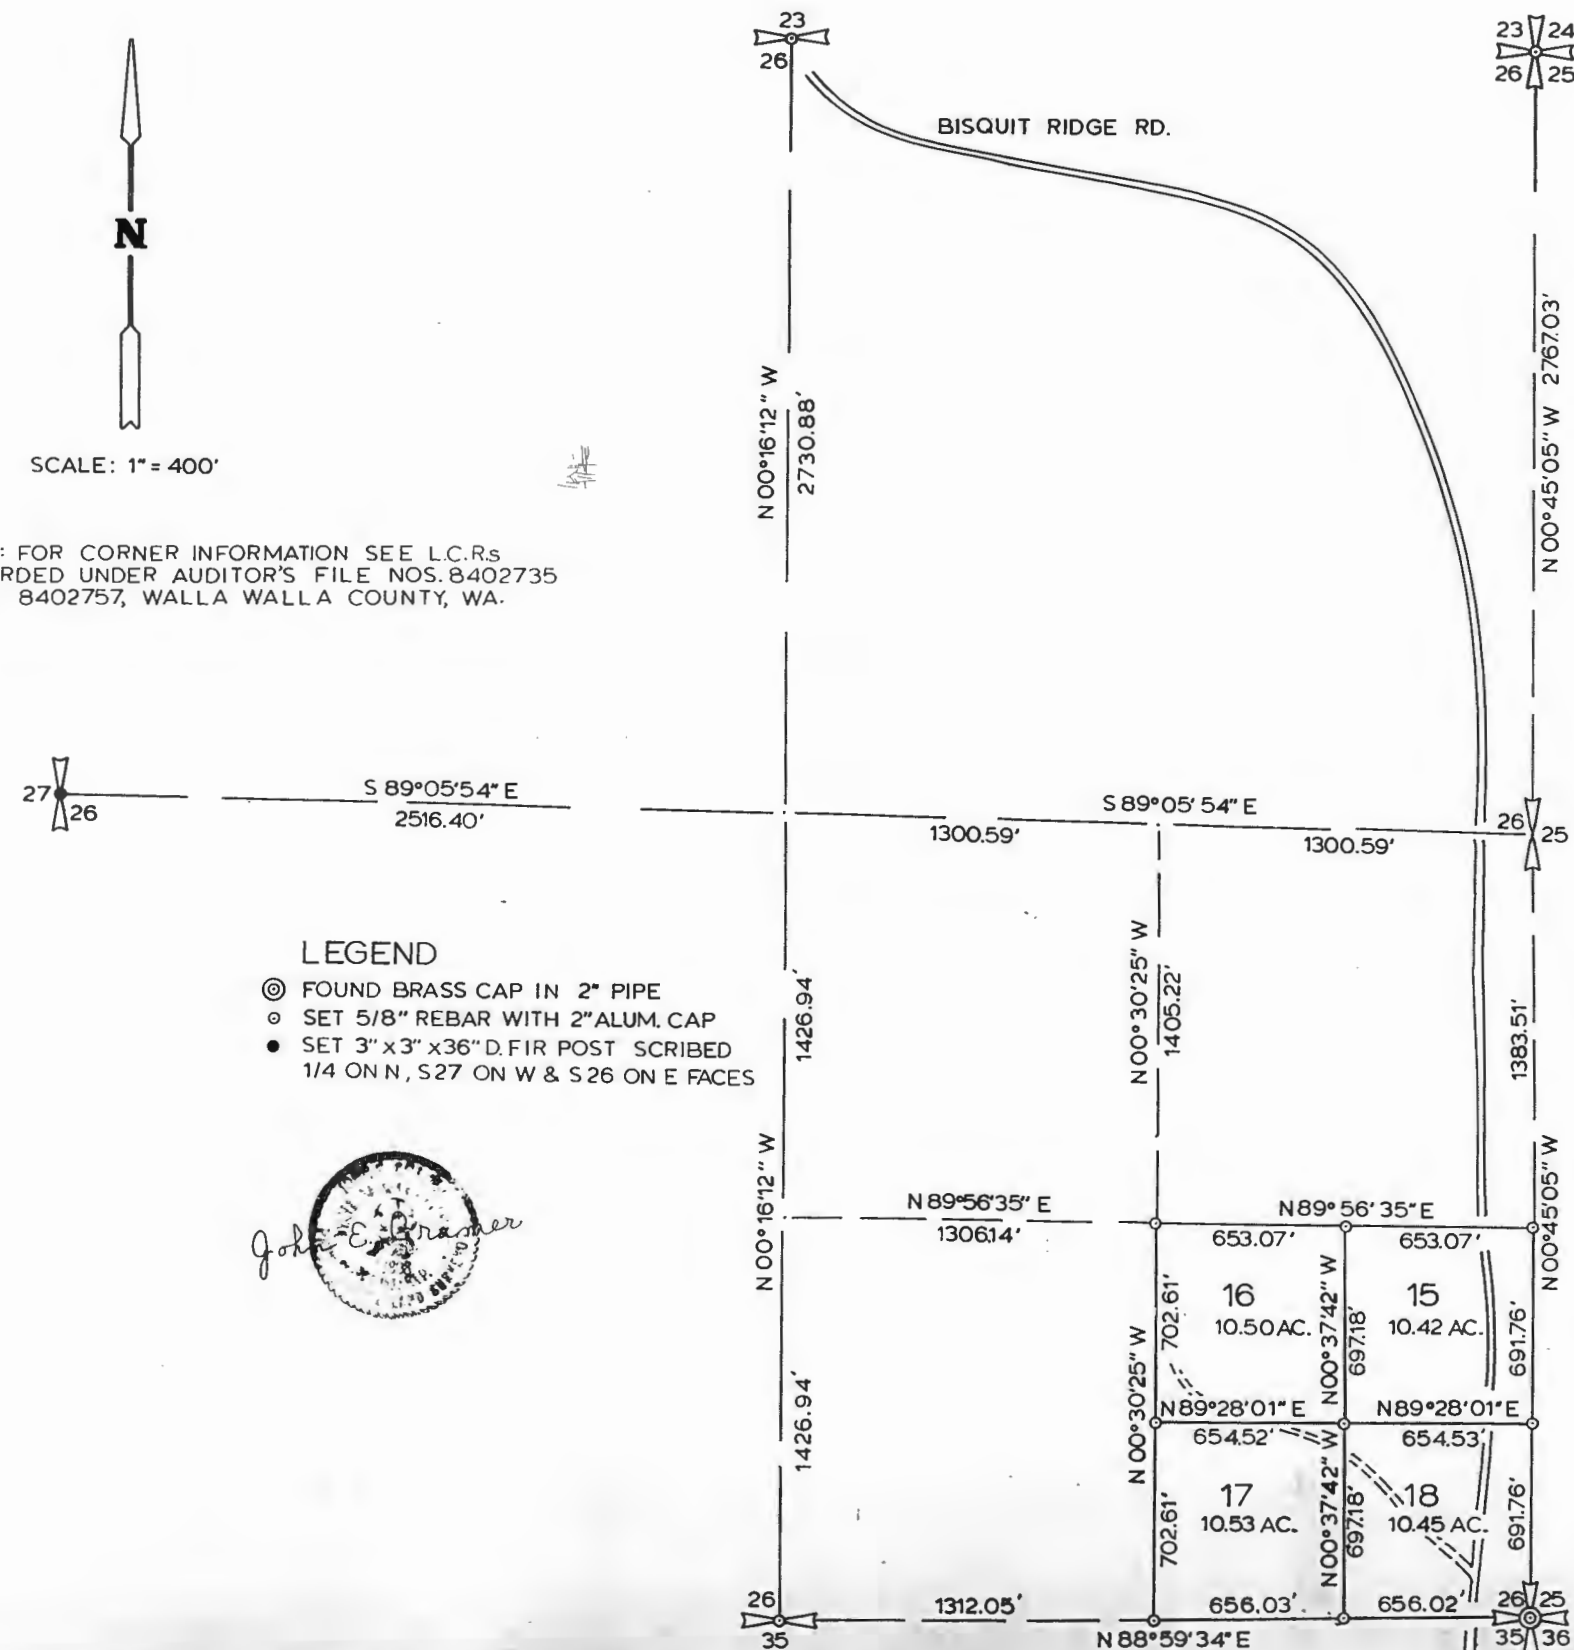 23
26
23 24
26 25
BISQUIT RIDGE RD.
N
SCALE: 1" = 400'
N 00°16'12" W
2730.88'
N 00°45'05" W 2767.03'
: FOR CORNER INFORMATION SEE L.C.R.s
RDED UNDER AUDITOR'S FILE NOS. 8402735
8402757, WALLA WALLA COUNTY, WA.
27
26
S 89°05'54" E
2516.40'
S 89°05'54" E
1300.59'
1300.59'
26
25
LEGEND
FOUND BRASS CAP IN 2" PIPE
SET 5/8" REBAR WITH 2" ALUM. CAP
SET 3" x 3" x 36" D. FIR POST SCRIBED
1/4 ON N, S 27 ON W & S 26 ON E FACES
1426.94'
N 00°30'25" W
1405.22'
1383.51'
N 00°16'12" W
N 00°45'05" W
John E. Gramer
LAND SURVEYO
N 89°56'35" E
1306.14'
N 89°56'35" E
653.07'
653.07'
702.61'
16
10.50 AC.
N 00°37'42" W
697.18'
15
10.42 AC.
691.76'
N 00°30'25" W
1426.94'
N 89°28'01" E
654.52'
N 89°28'01" E
654.53'
702.61'
17
10.53 AC.
N 00°37'42" W
697.18'
18
10.45 AC.
691.76'
26
35
1312.05'
656.03'
656.02'
N 88°59'34" E
26 25
35 36